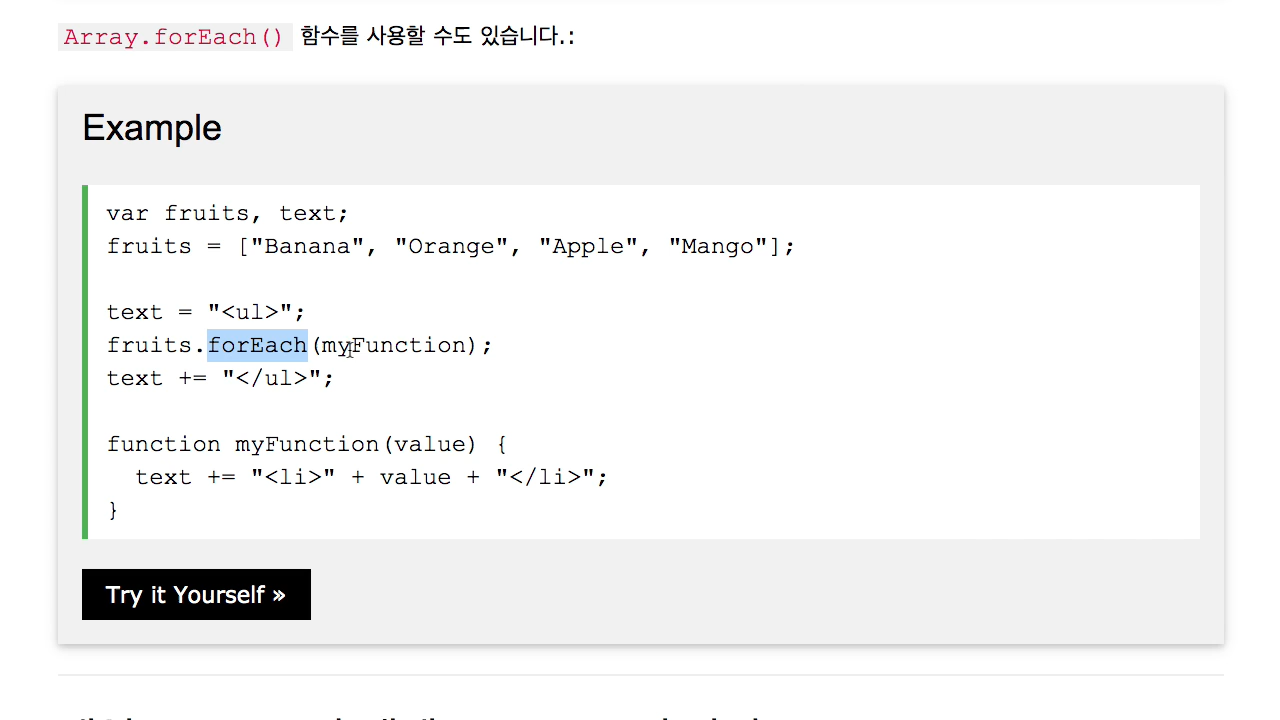 Array.forEach() 함수를 사용할 수도 있습니다.:
Example
var fruits, text;
fruits = ["Banana", "Orange", "Apple", "Mango"];
text = "<ul>";
fruits.forEach(myFunction);
text += "</ul>";
function myFunction(value) {
  text += "<li>" + value + "</li>";
}
Try it Yourself »